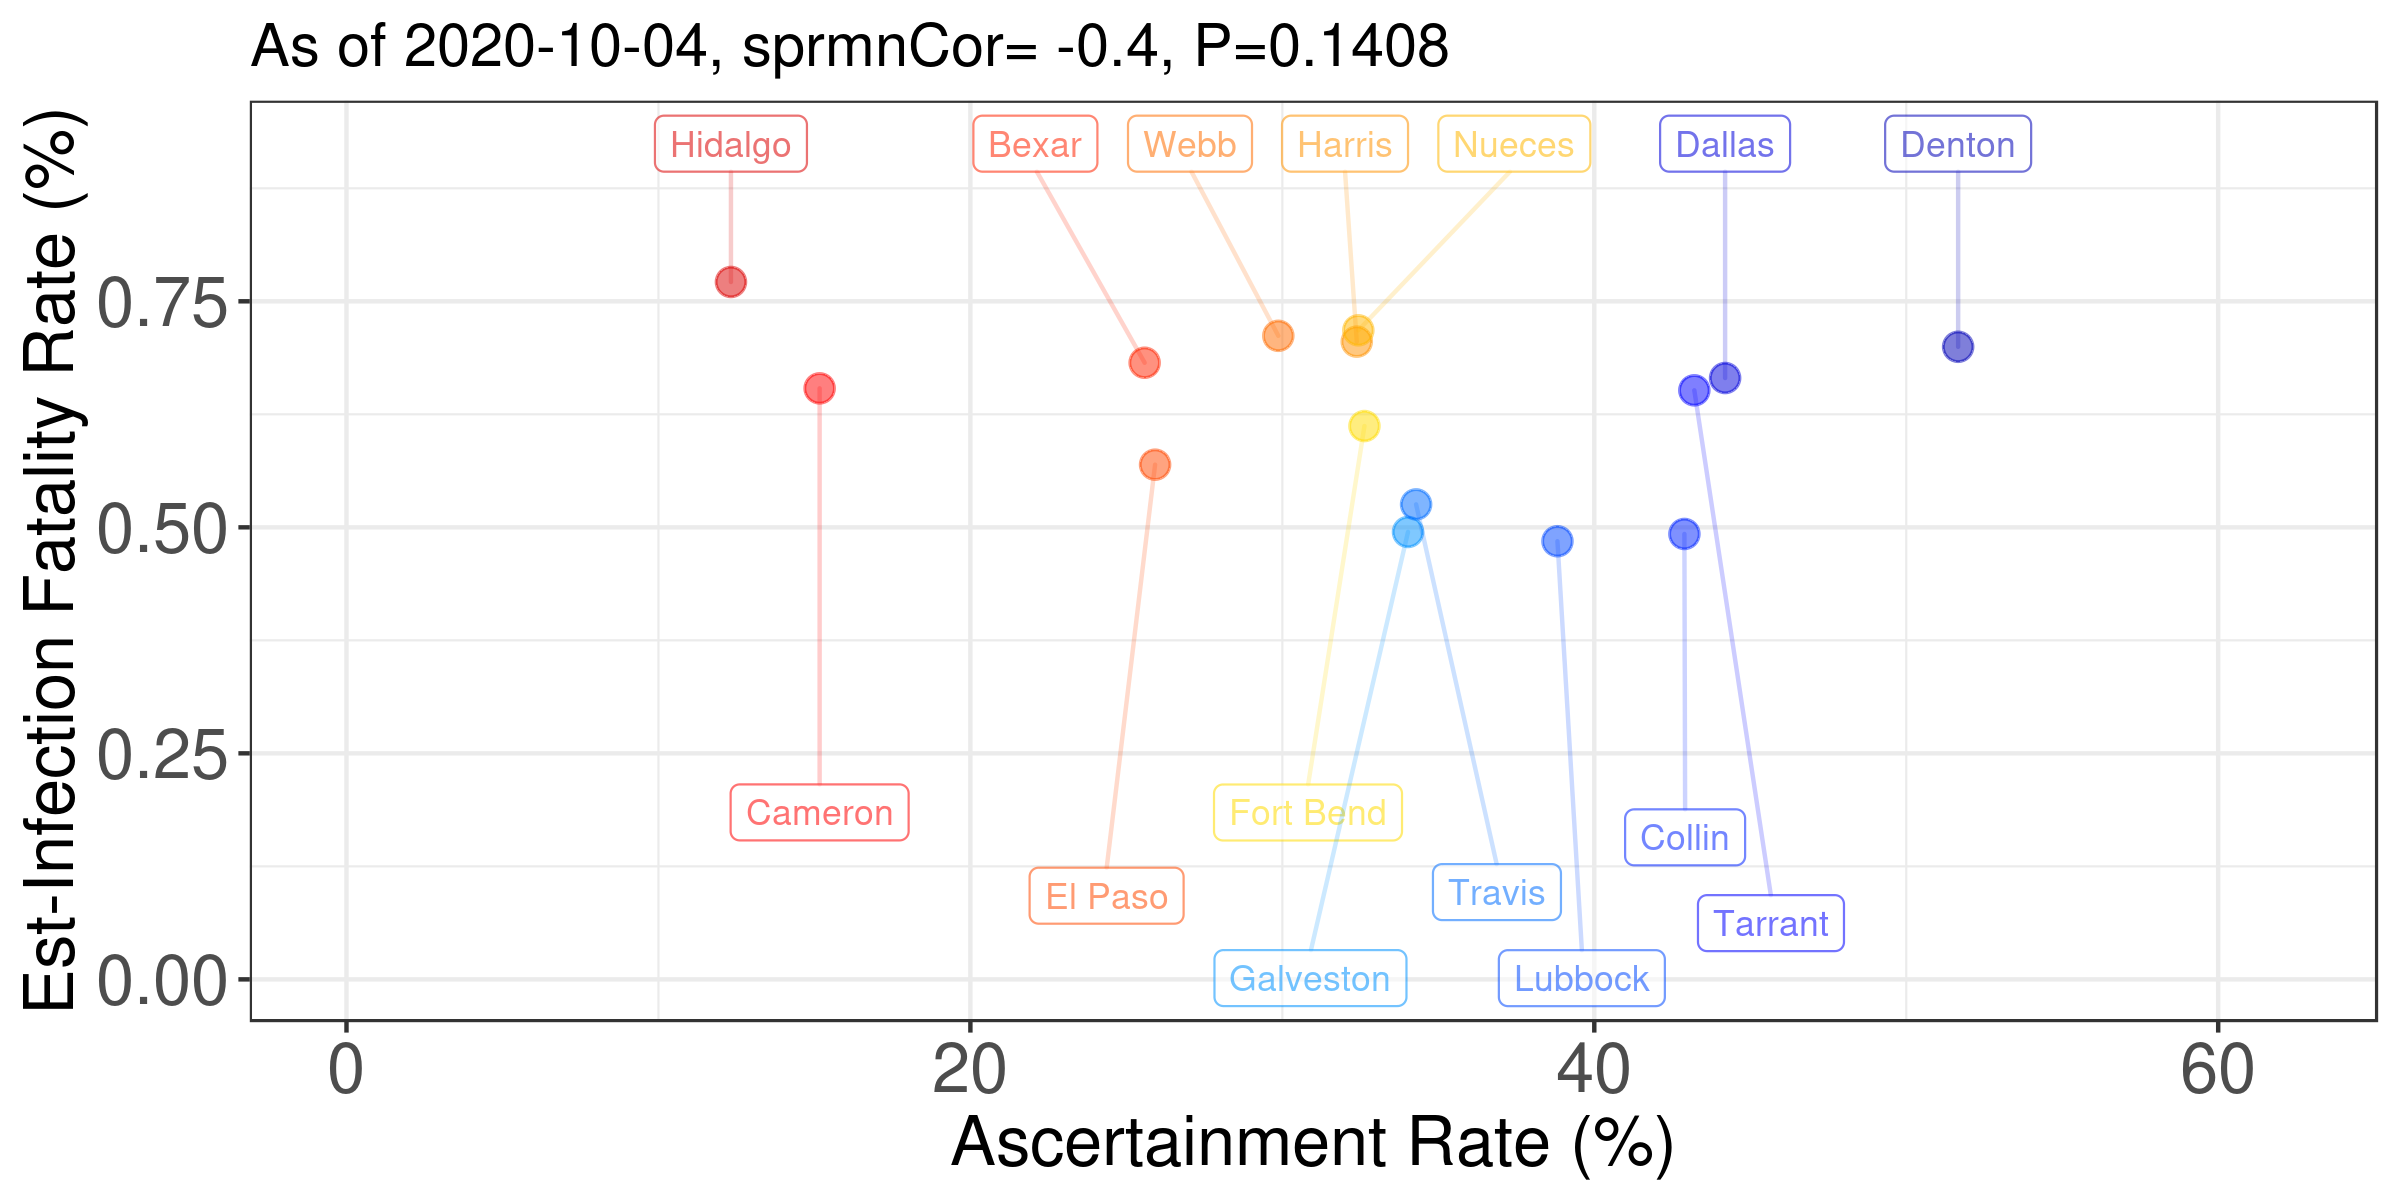 As of 2020-10-04, sprmnCor= -0.4, P=0.1408
Est-Infection Fatality Rate (%)
Hidalgo
Bexar
Webb
Harris
Nueces
Dallas
Denton
0.75
0.50
0.25
0.00
Cameron
Fort Bend
Collin
El Paso
Travis
Tarrant
Galveston
Lubbock
0
20
40
60
Ascertainment Rate (%)